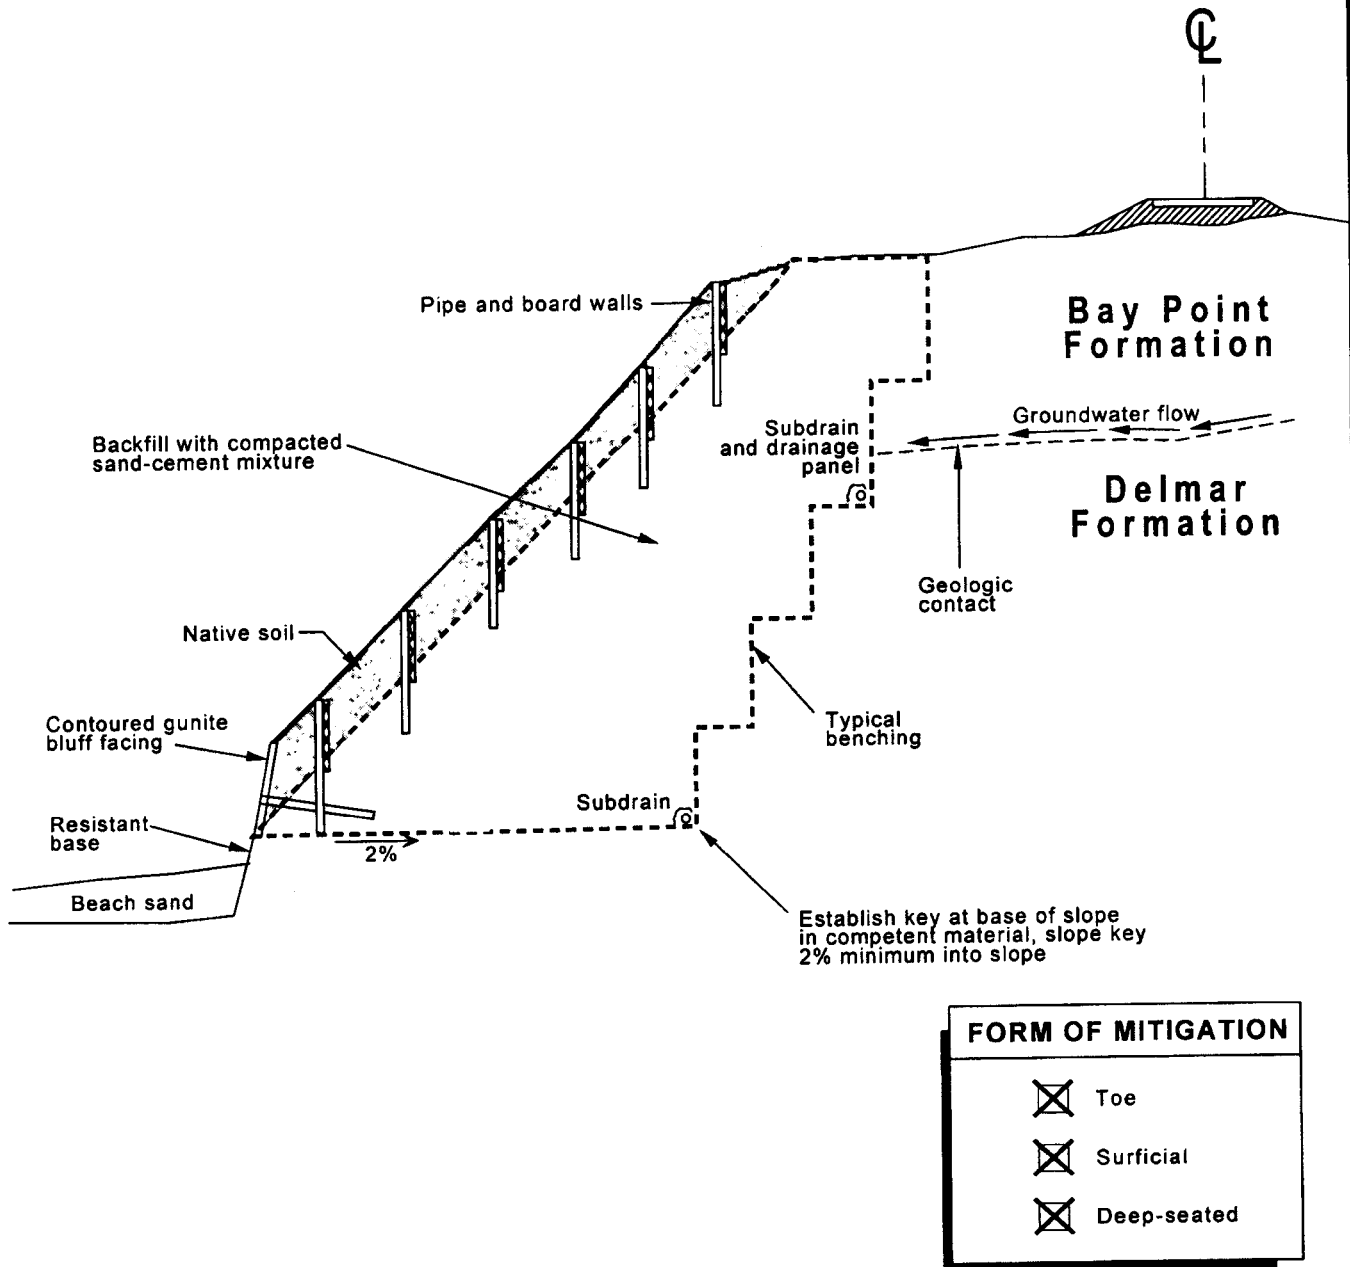 ℄
Pipe and board walls
Bay Point
Formation
Groundwater flow
Subdrain
and drainage
panel
Backfill with compacted
sand-cement mixture
Delmar
Formation
Geologic
contact
Native soil
Contoured gunite
bluff facing
Typical
benching
Subdrain
Resistant
base
2%
Beach sand
Establish key at base of slope
in competent material, slope key
2% minimum into slope
FORM OF MITIGATION
Toe
Surficial
Deep-seated